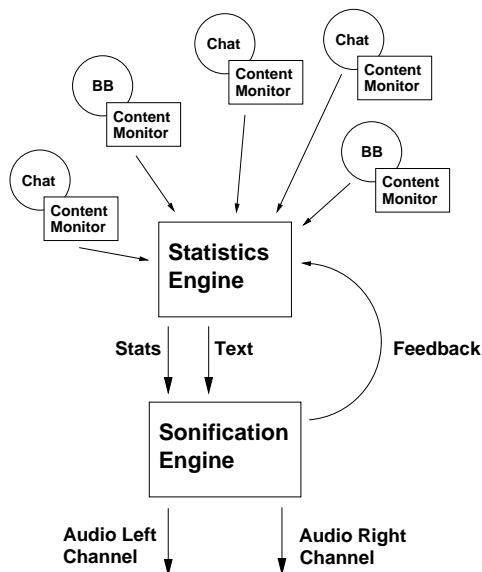 Chat
Content
Monitor
BB
Content
Monitor
Chat
Content
Monitor
Chat
Content
Monitor
BB
Content
Monitor
Statistics
Engine
Stats
Text
Feedback
Sonification
Engine
Audio Left
Channel
Audio Right
Channel